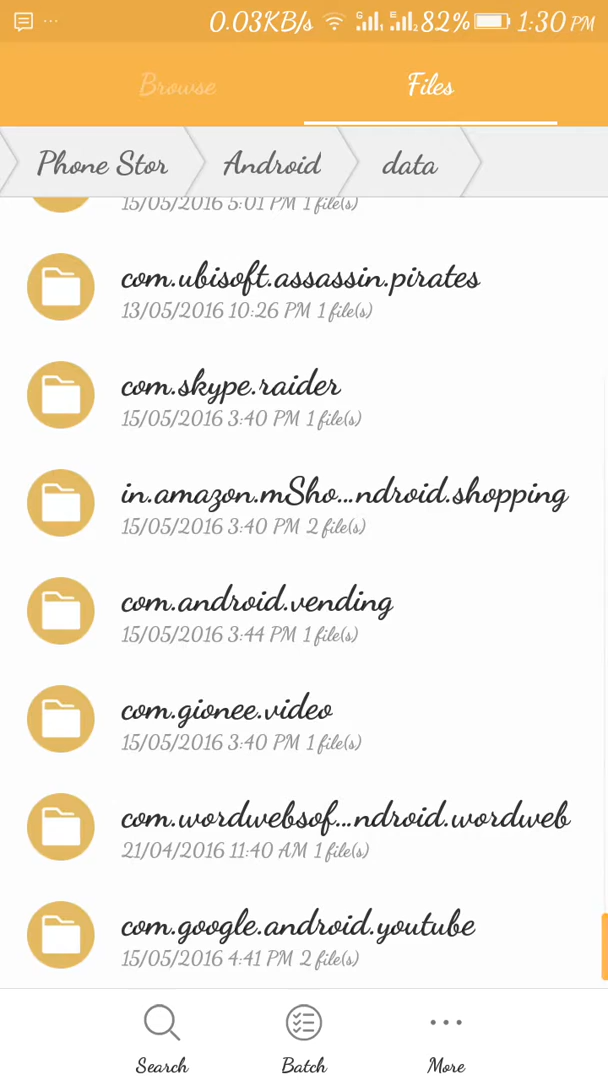 0.03KB/s G E 2 82% 1:30 PM
Browse Files
Phone Stor Android data
15/05/2016 5:01 PM 1 file(s)
com.ubisoft.assassin.pirates
13/05/2016 10:26 PM 1 file(s)
com.skype.raider
15/05/2016 3:40 PM 1 file(s)
in.amazon.mSho...ndroid.shopping
15/05/2016 3:40 PM 2 file(s)
com.android.vending
15/05/2016 3:44 PM 1 file(s)
com.gionee.video
15/05/2016 3:40 PM 1 file(s)
com.wordwebsof...ndroid.wordweb
21/04/2016 11:40 AM 1 file(s)
com.google.android.youtube
15/05/2016 4:41 PM 2 file(s)
Search Batch More